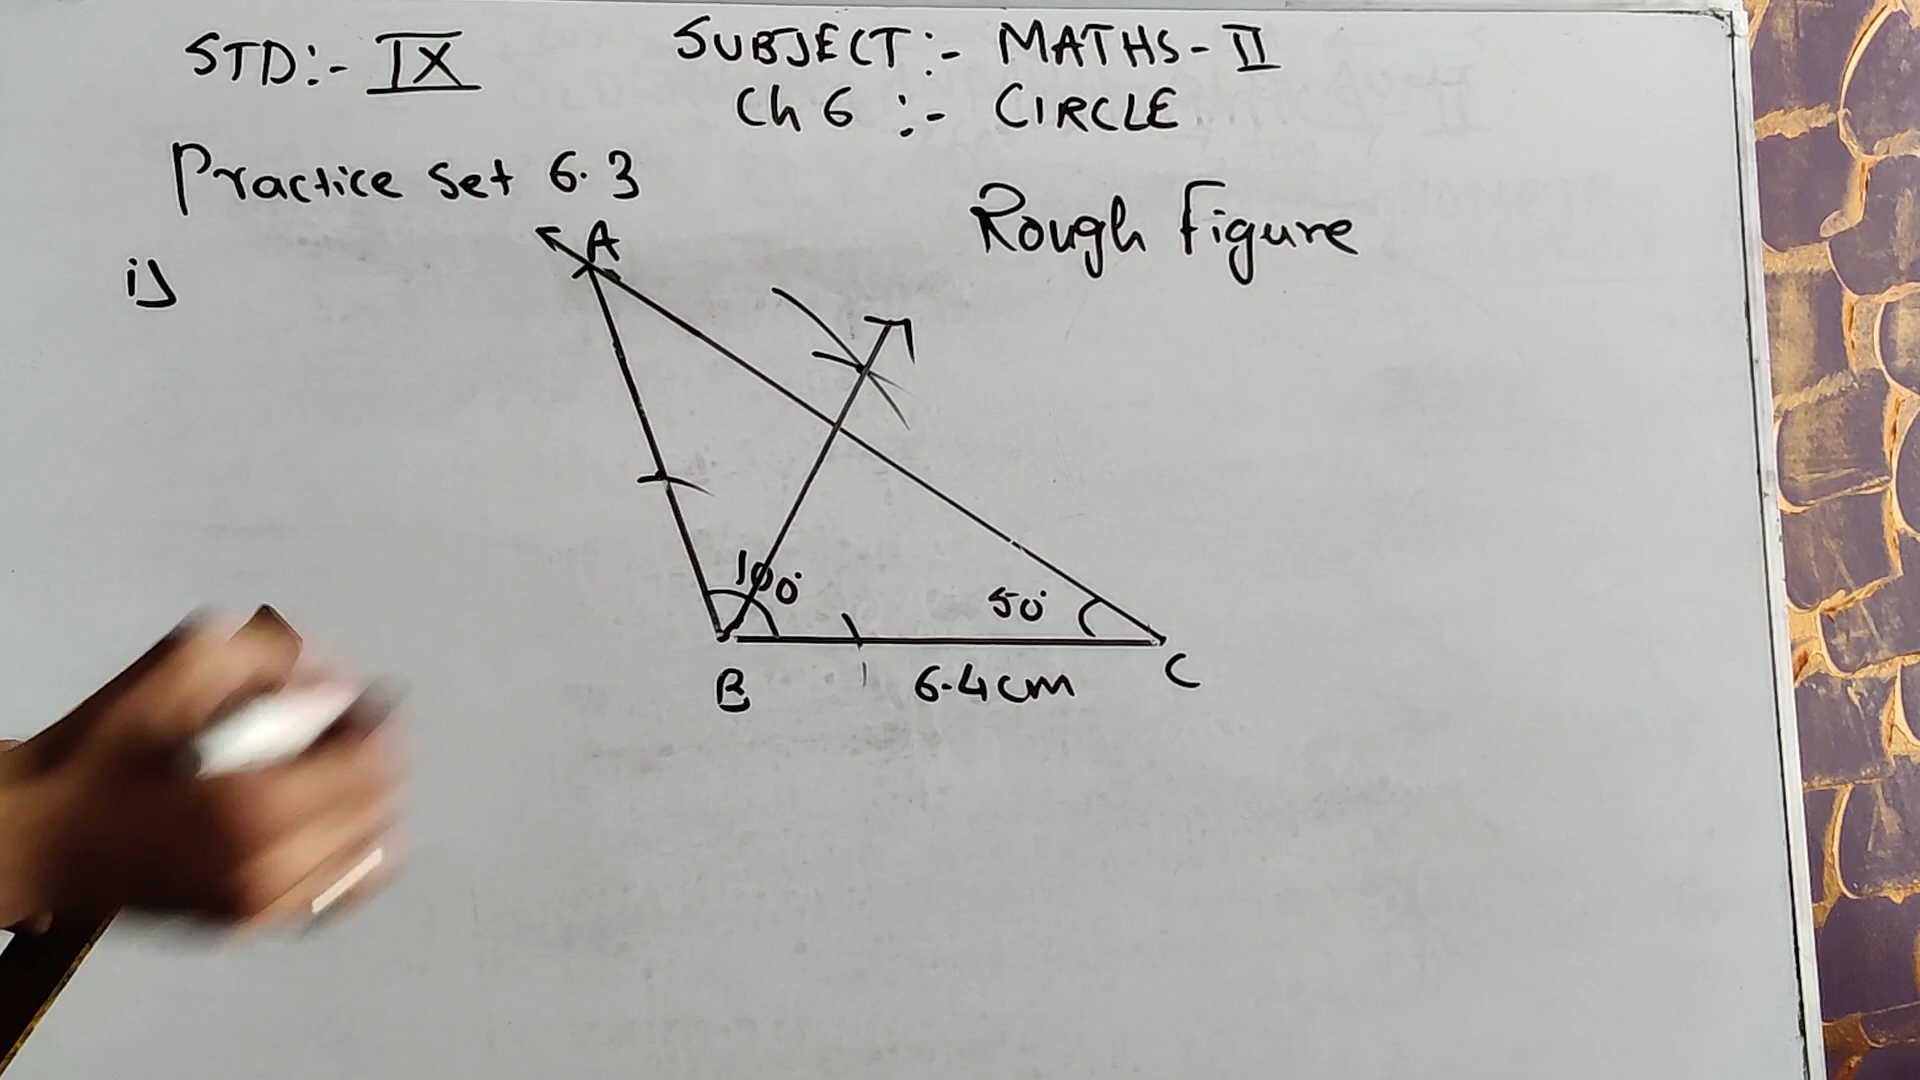 STD:- IX
SUBJECT:- MATHS-II
Ch 6 :- CIRCLE
Practice Set 6.3
Rough Figure
i)
A
100°
50°
B
6.4cm
C